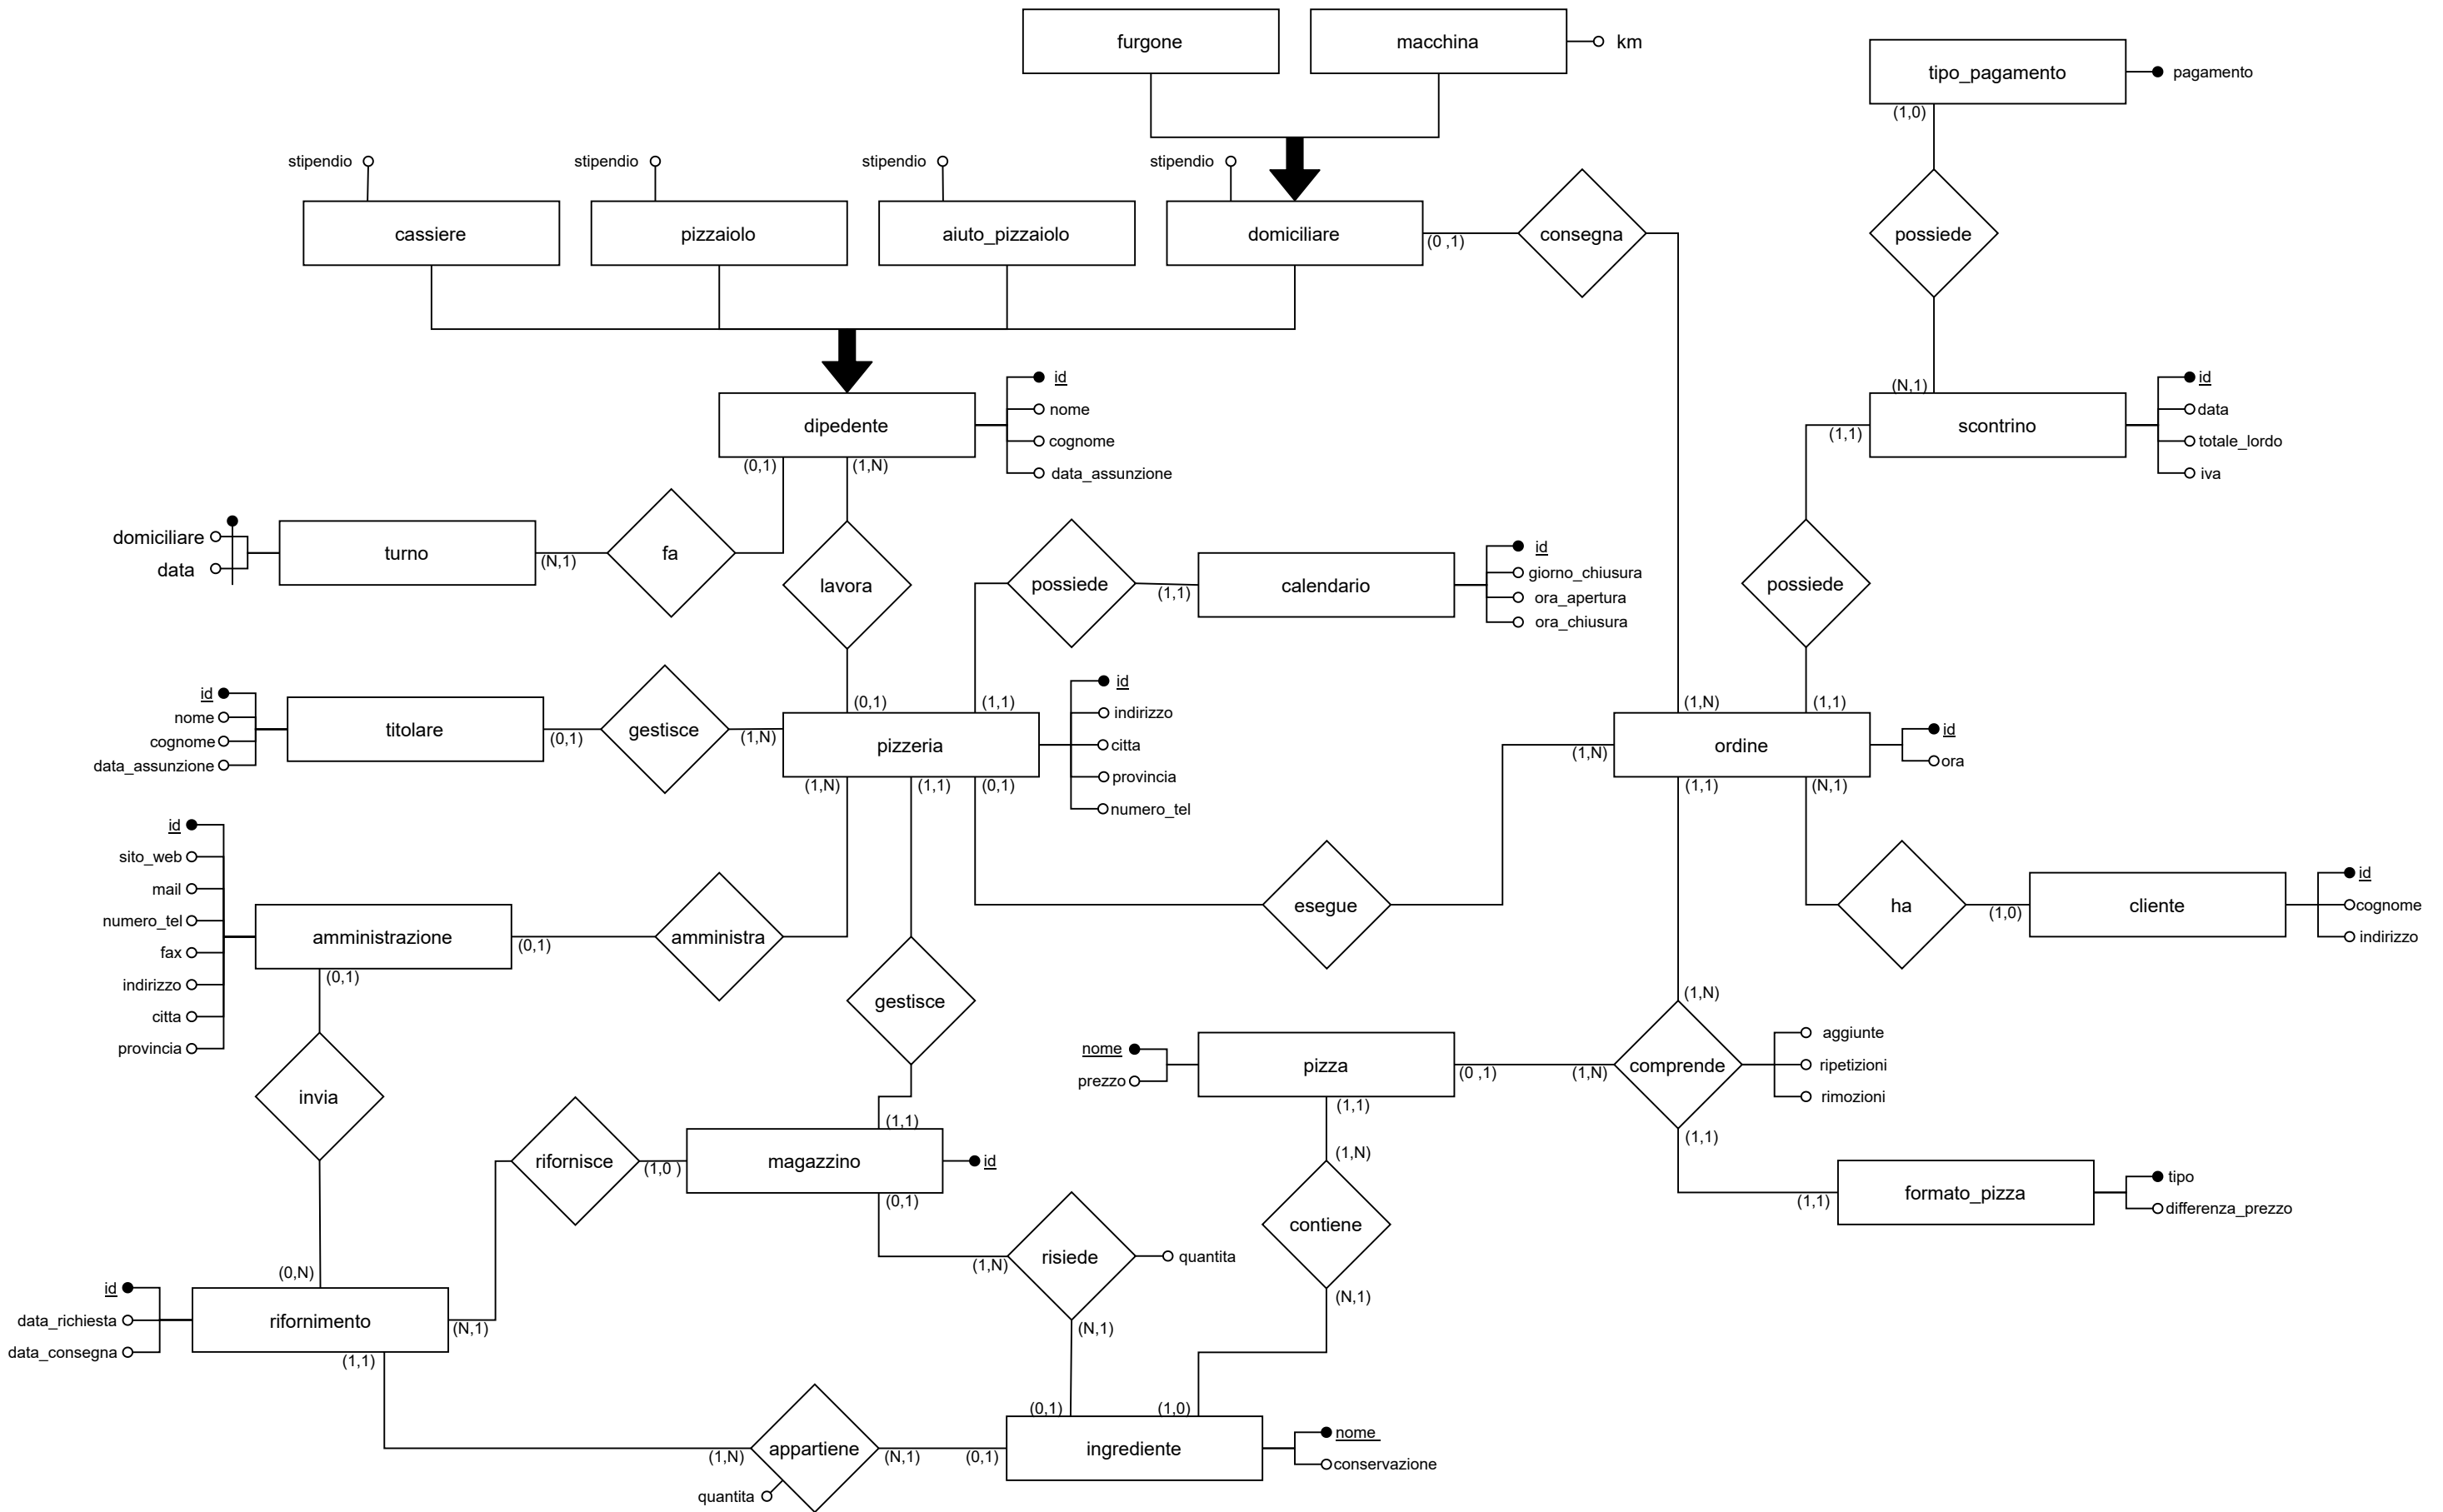 furgone
macchina
km
tipo_pagamento
pagamento
(1,0)
stipendio
stipendio
stipendio
stipendio
cassiere
pizzaiolo
aiuto_pizzaiolo
domiciliare
(0 ,1)
consegna
possiede
id
nome
cognome
data_assunzione
dipedente
(0,1)
(1,N)
(N,1)
scontrino
(1,1)
id
data
totale_lordo
iva
domiciliare
data
turno
(N,1)
fa
lavora
possiede
(1,1)
calendario
id
giorno_chiusura
ora_apertura
ora_chiusura
possiede
id
nome
cognome
data_assunzione
titolare
(0,1)
gestisce
(1,N)
(0,1)
(1,1)
pizzeria
(1,N)
(1,1)
(0,1)
id
indirizzo
citta
provincia
numero_tel
(1,N)
(1,1)
(1,N)
ordine
(1,1)
(N,1)
id
ora
id
sito_web
mail
numero_tel
fax
indirizzo
citta
provincia
amministrazione
(0,1)
(0,1)
amministra
esegue
ha
(1,0)
cliente
id
cognome
indirizzo
gestisce
invia
nome
prezzo
pizza
(0 ,1)
(1,1)
(1,N)
(1,N)
comprende
(1,1)
aggiunte
ripetizioni
rimozioni
rifornisce
(1,0 )
(1,1)
magazzino
(0,1)
id
(1,N)
contiene
(N,1)
(1,1)
formato_pizza
tipo
differenza_prezzo
risiede
(1,N)
(N,1)
quantita
(0,N)
id
data_richiesta
data_consegna
rifornimento
(N,1)
(1,1)
(0,1)
(1,0)
appartiene
(1,N)
(N,1)
(0,1)
quantita
ingrediente
nome
conservazione